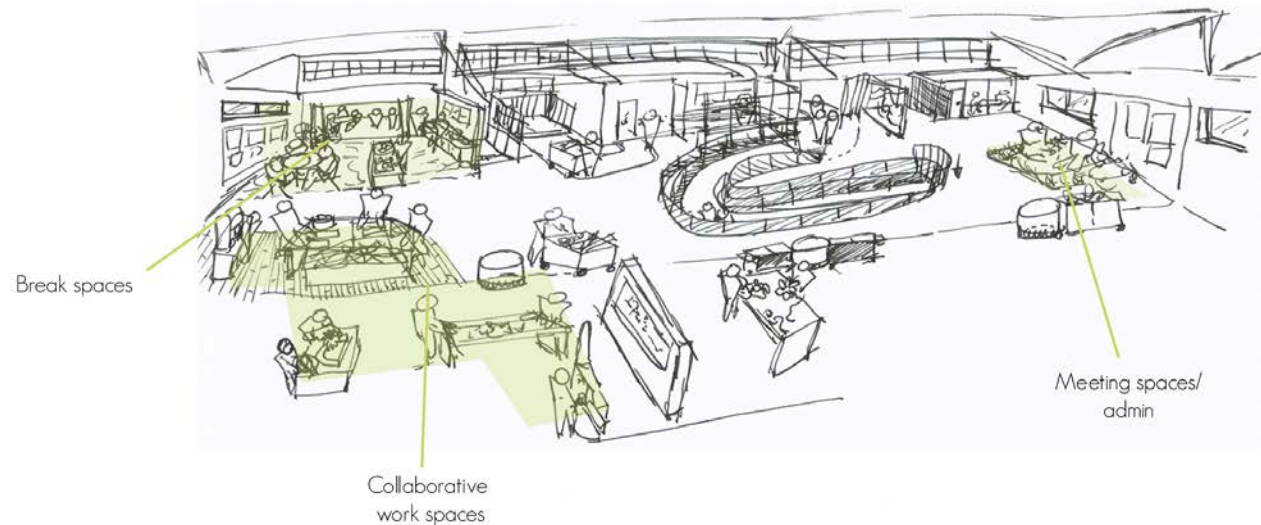 Break spaces
Meeting spaces/
admin
Collaborative
work spaces